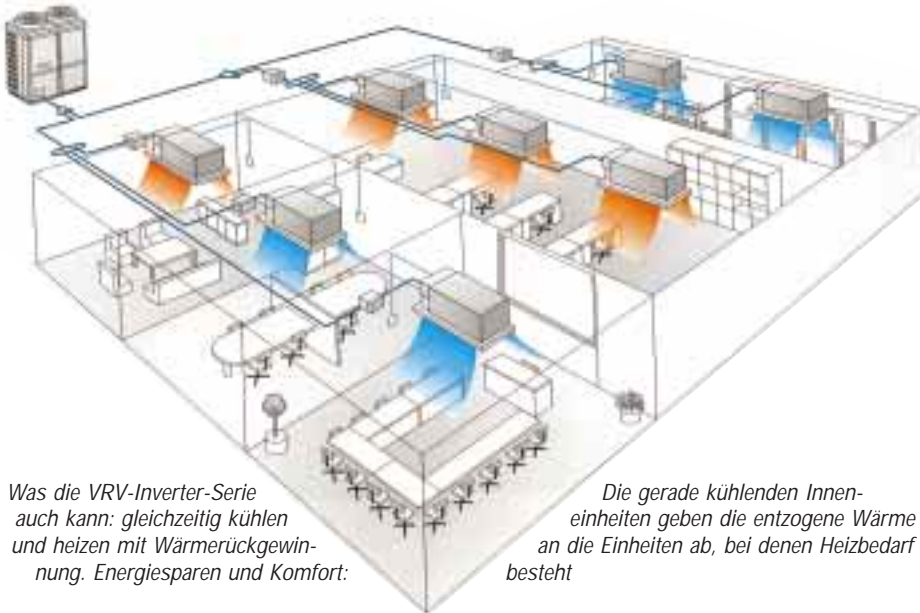 Was die VRV-Inverter-Serie
auch kann: gleichzeitig kühlen
und heizen mit Wärmerückgewin-
nung. Energiesparen und Komfort:
Die gerade kühlenden Innen-
einheiten geben die entzogene Wärme
an die Einheiten ab, bei denen Heizbedarf
besteht